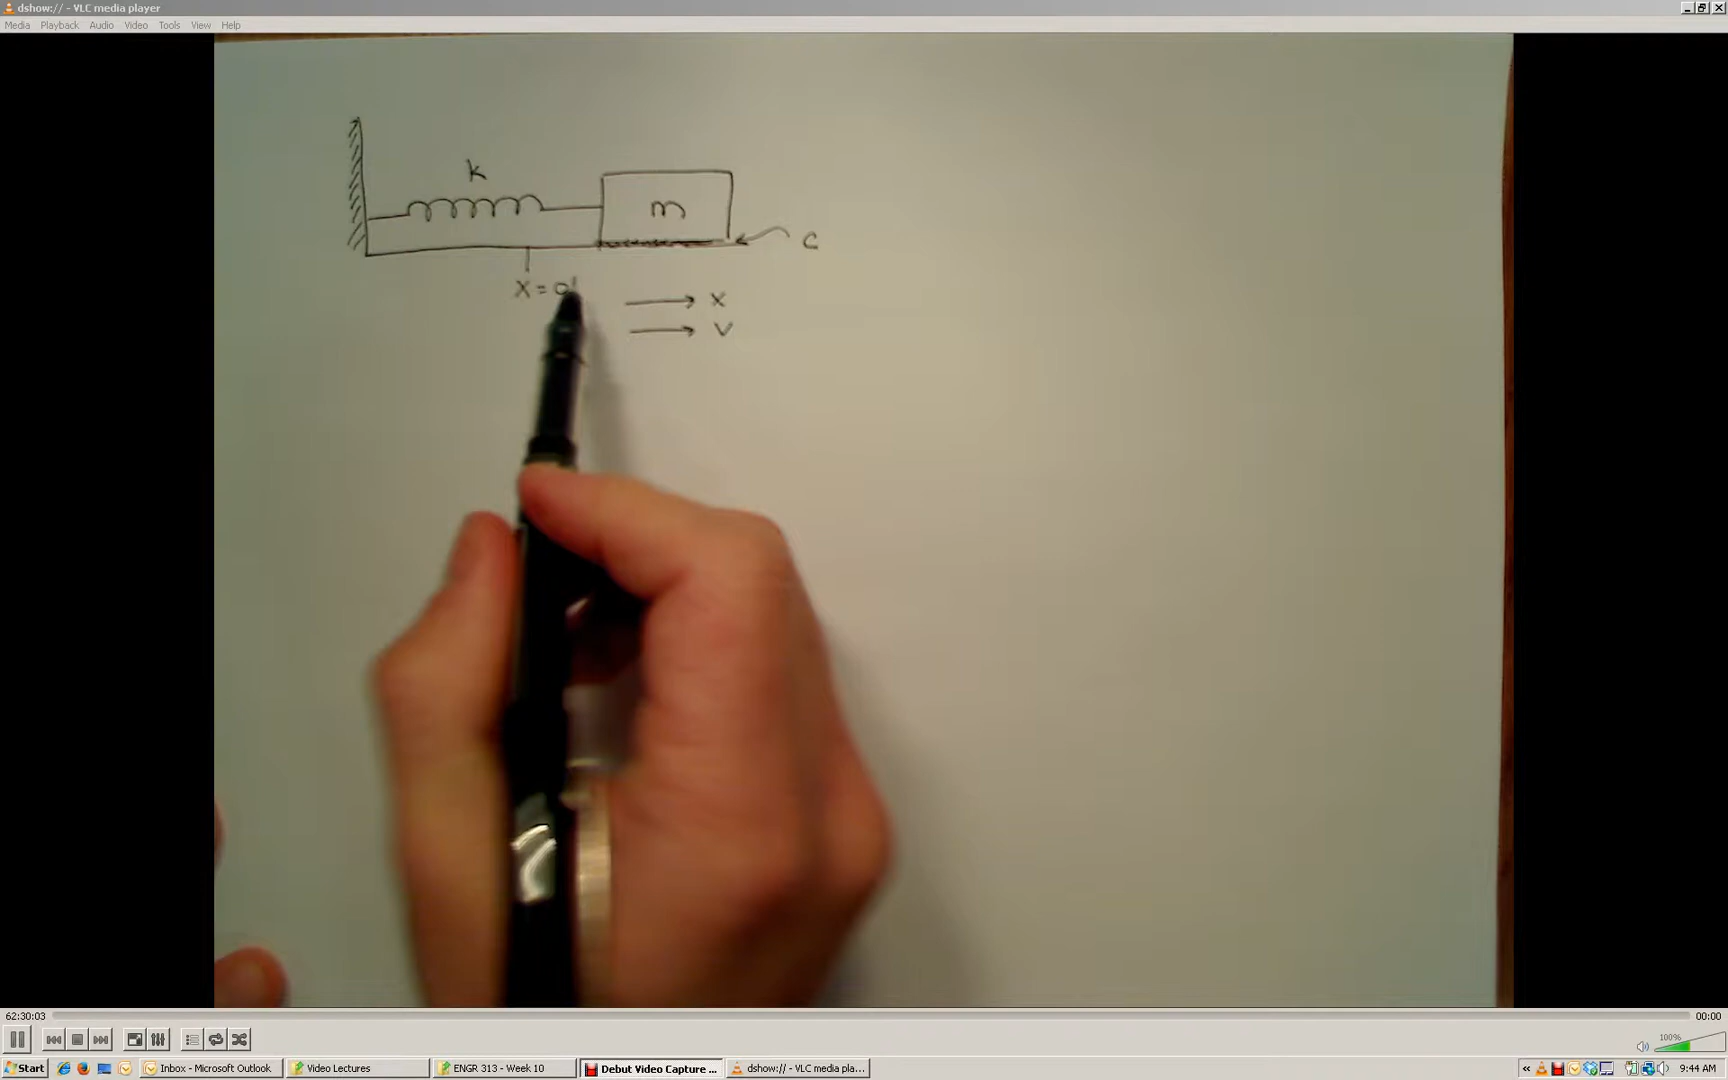 dshow:// - VLC media player
Media Playback Audio Video Tools View Help
k
m
c
X = 0
x
v
62:30:03
00:00
100%
Start
Inbox - Microsoft Outlook
Video Lectures
ENGR 313 - Week 10
Debut Video Capture ...
dshow:// - VLC media pla...
«
9:44 AM